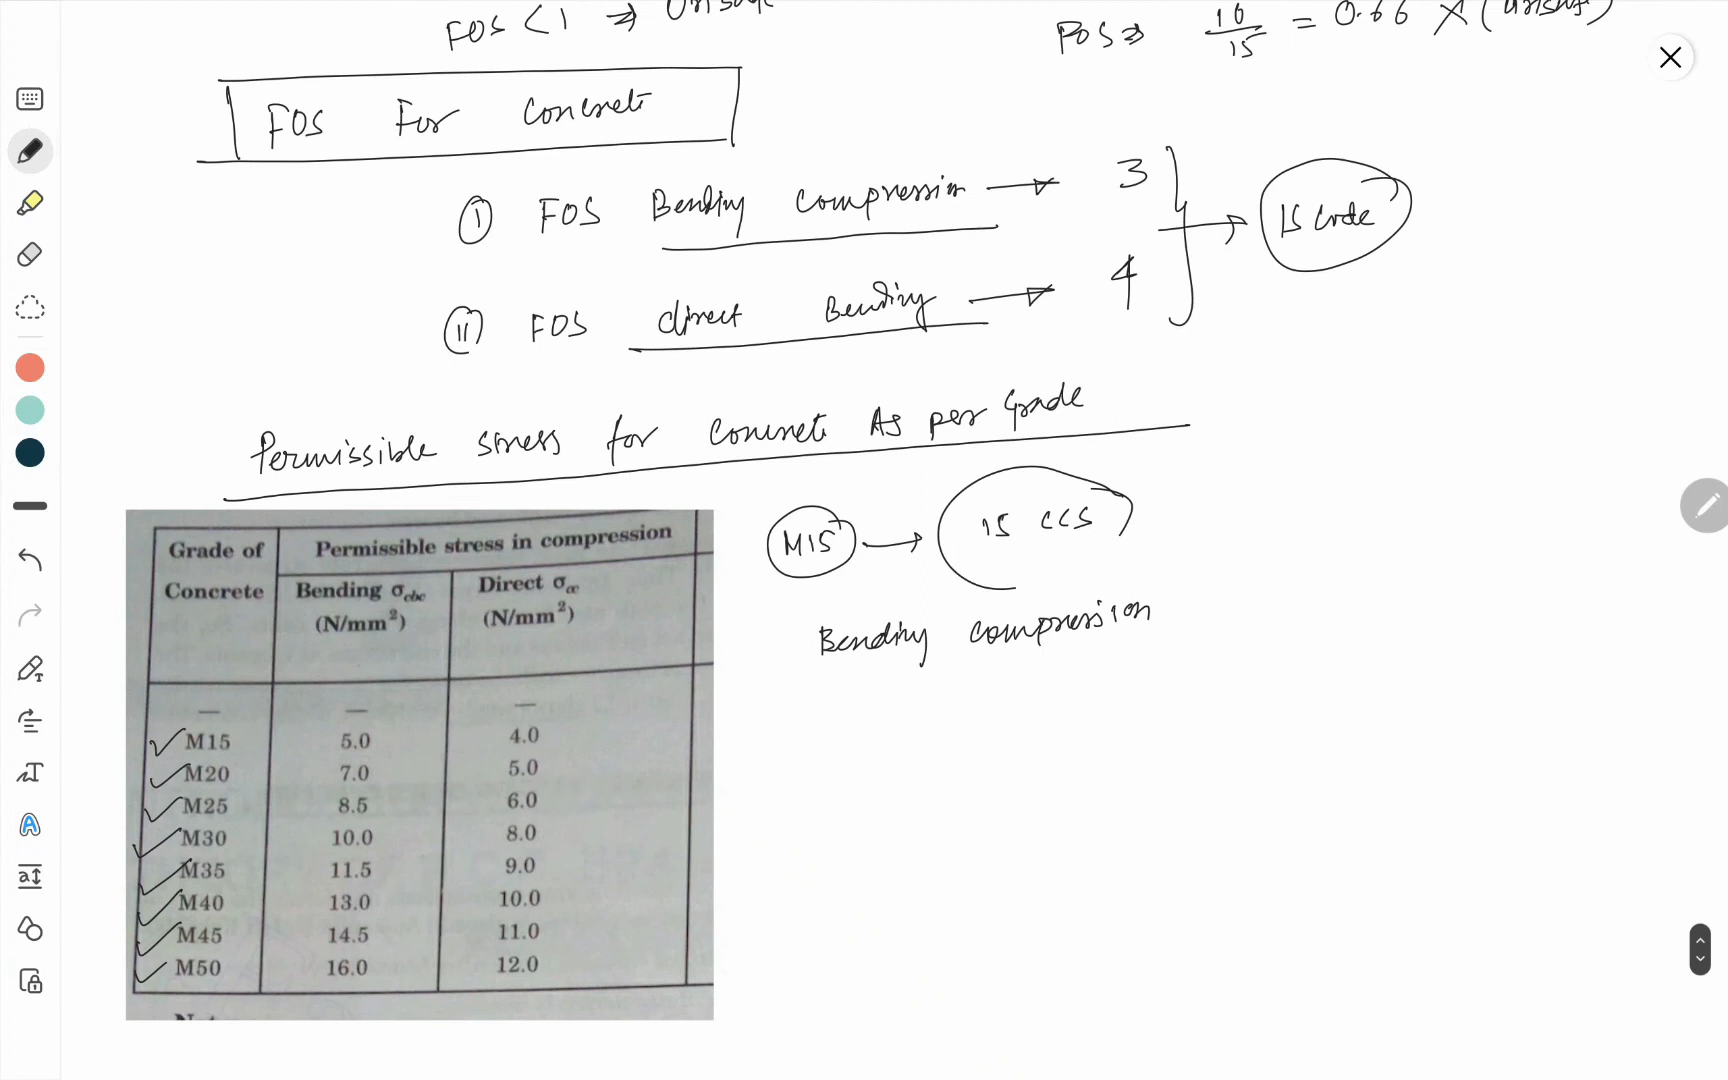 FOS < 1 ⇒ Unsafe
FOS ⇒ 10/15 = 0.66 X (unsafe)
FOS For Concrete
(i) FOS Bending compression → 3
(ii) FOS direct Bending → 4
IS Code
Permissible stress for concrete As per Grade
M15 → 15 CCS
Bending compression
Grade of Concrete
Permissible stress in compression
Bending σcbc (N/mm²)
Direct σcc (N/mm²)
— — —
M15 5.0 4.0
M20 7.0 5.0
M25 8.5 6.0
M30 10.0 8.0
M35 11.5 9.0
M40 13.0 10.0
M45 14.5 11.0
M50 16.0 12.0